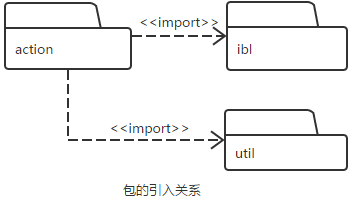 <<import>>
action
ibl
<<import>>
util
包的引入关系